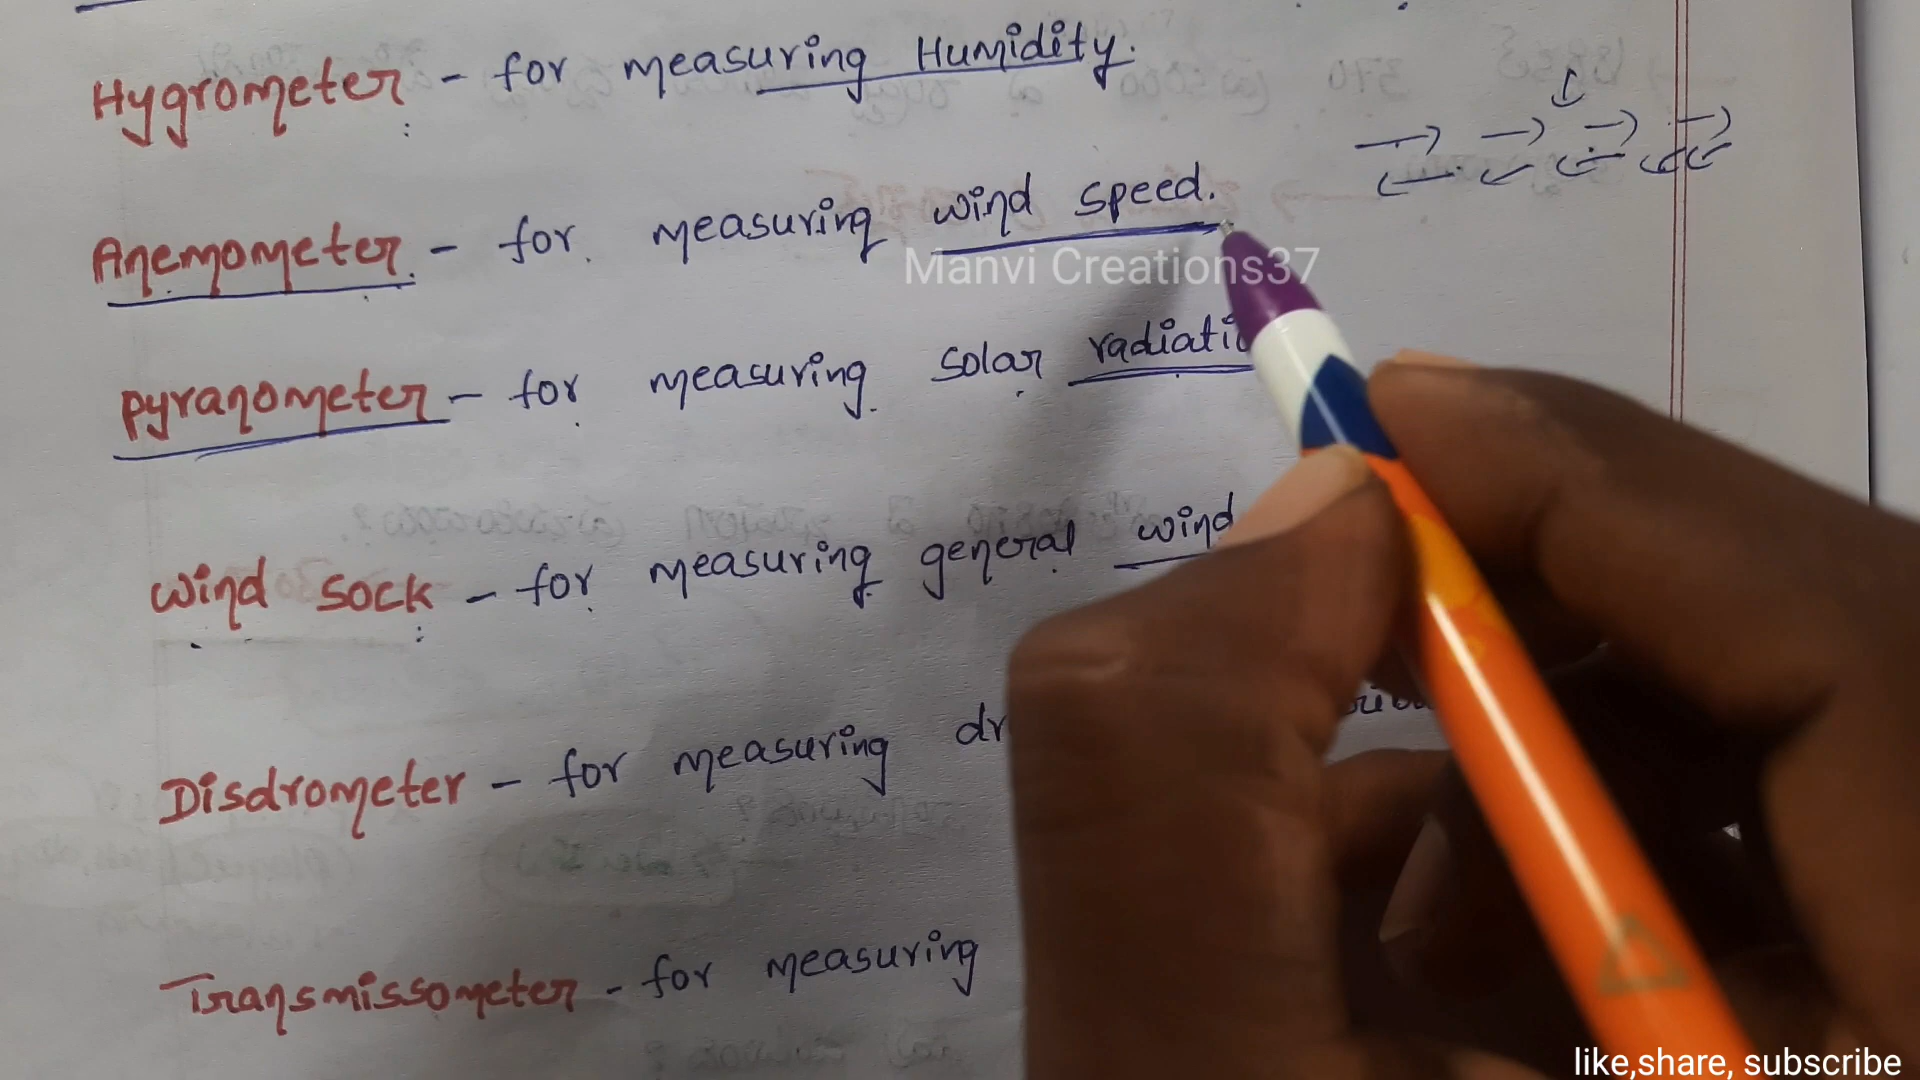 Hygrometer - for measuring Humidity.
Anemometer - for measuring wind speed.
Manvi Creations37
pyranometer - for measuring solar radiati
wind sock - for measuring general wind
Disdrometer - for measuring dr
Transmissometer - for measuring
like,share, subscribe